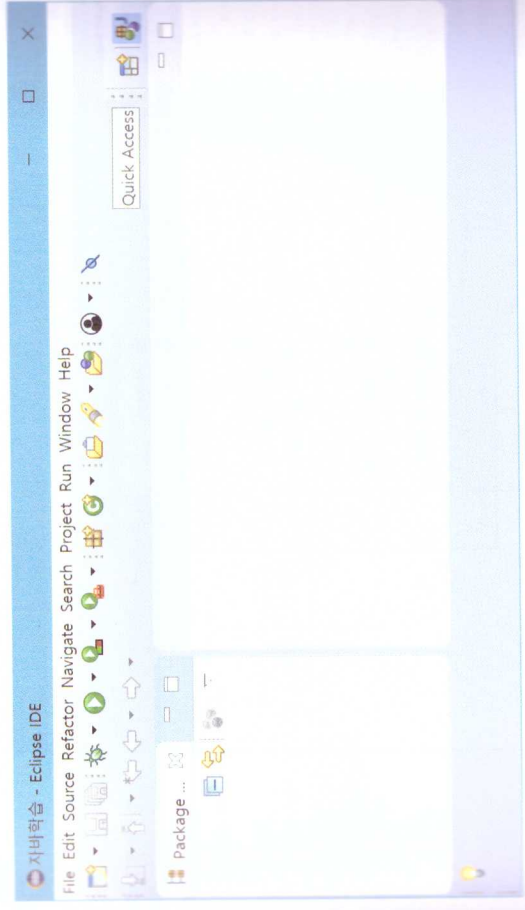 자바학습 - Eclipse IDE
File Edit Source Refactor Navigate Search Project Run Window Help
Quick Access
Package ...